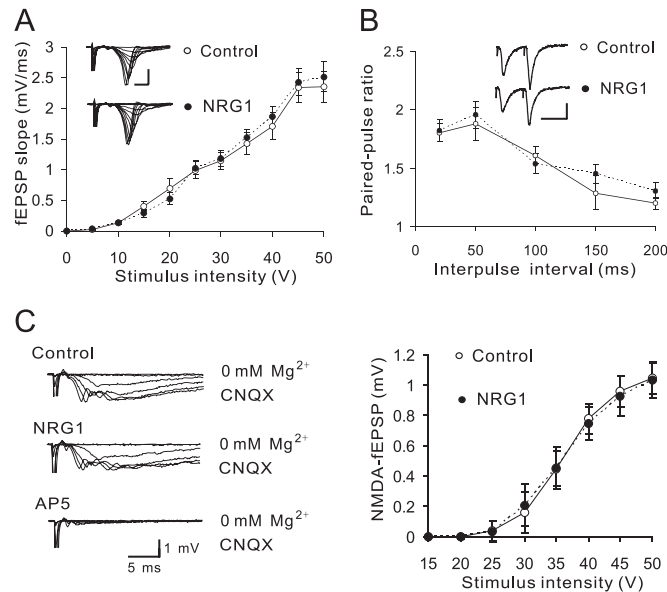 A
fEPSP slope (mV/ms)
3
2.5
2
1.5
1
0.5
0
0 10 20 30 40 50
Stimulus intensity (V)
Control
NRG1
B
Paired-pulse ratio
2.5
2
1.5
1
0 50 100 150 200
Interpulse interval (ms)
Control
NRG1
C
Control
0 mM Mg²⁺
CNQX
NRG1
0 mM Mg²⁺
CNQX
AP5
0 mM Mg²⁺
CNQX
1 mV
5 ms
NMDA-fEPSP (mV)
1.2
1
0.8
0.6
0.4
0.2
0
15 20 25 30 35 40 45 50
Stimulus intensity (V)
Control
NRG1